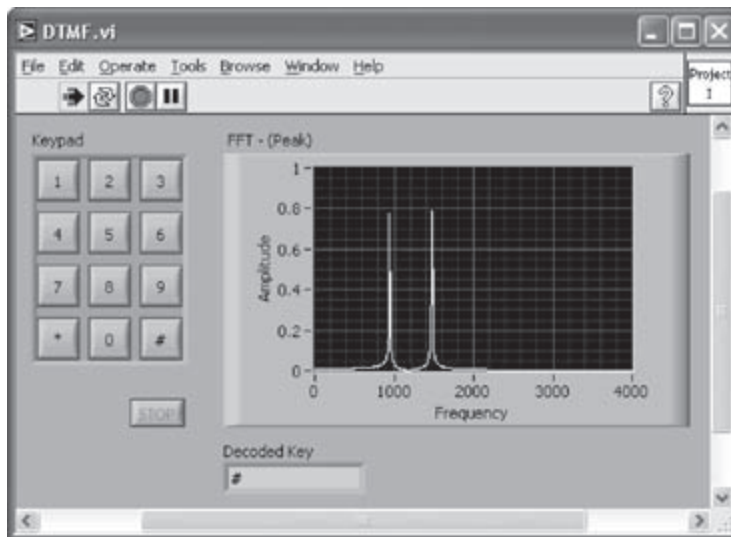 DTMF.vi
File Edit Operate Tools Browse Window Help
Project
1
Keypad
1 2 3
4 5 6
7 8 9
* 0 #
STOP
FFT - (Peak)
1
0.8
0.6
0.4
0.2
0
Amplitude
0 1000 2000 3000 4000
Frequency
Decoded Key
#